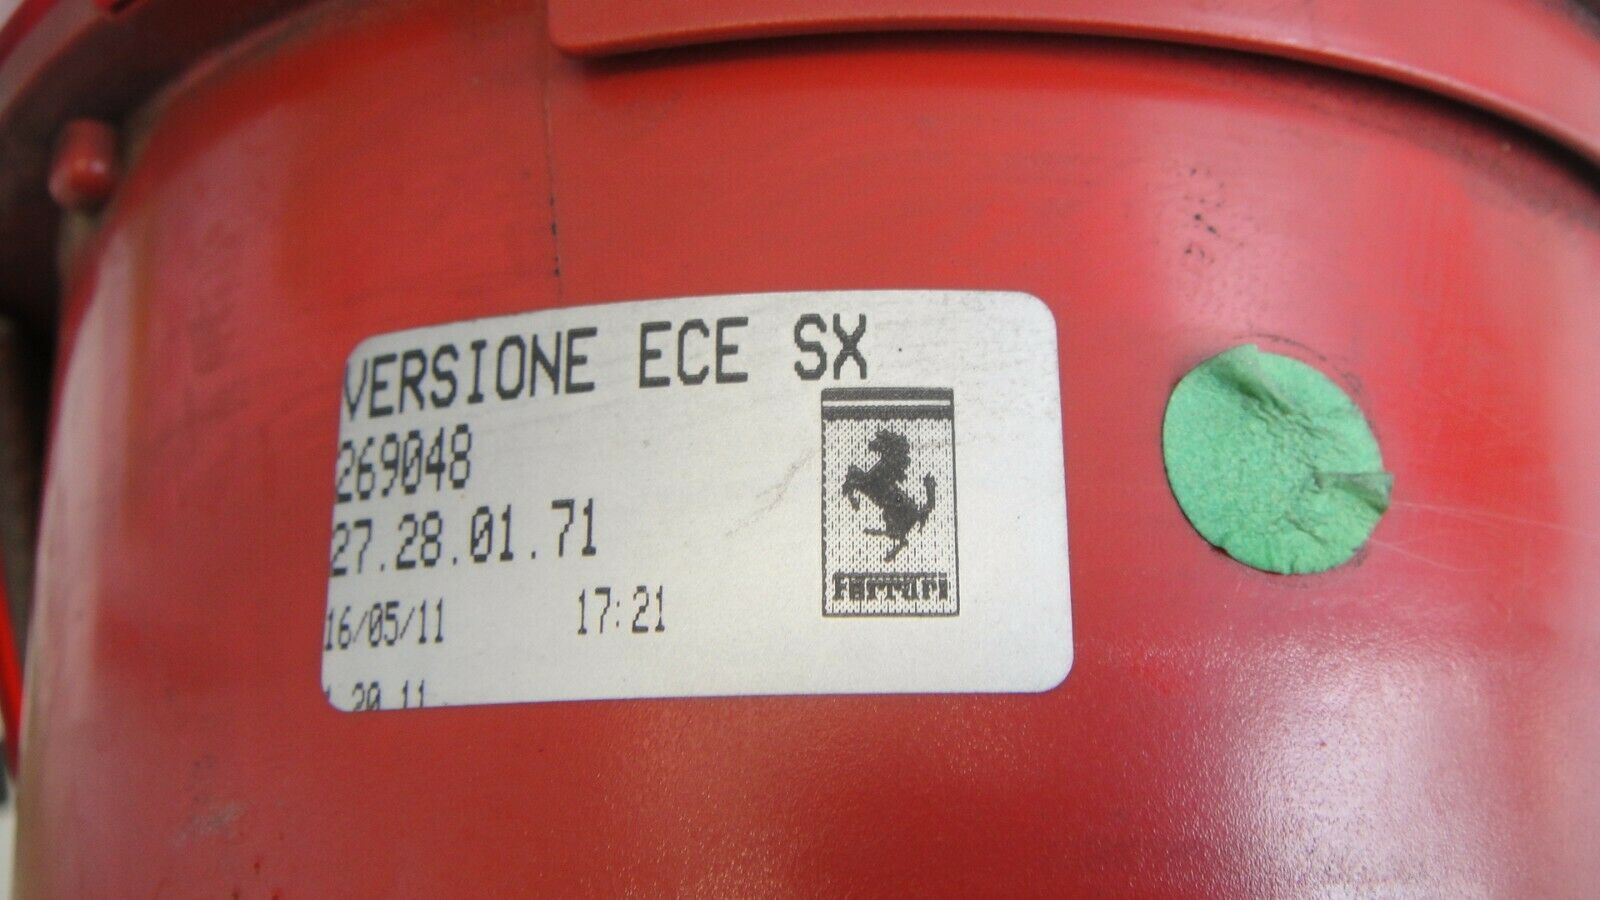 VERSIONE ECE SX
269048
27.28.01.71
16/05/11 17:21
Ferrari